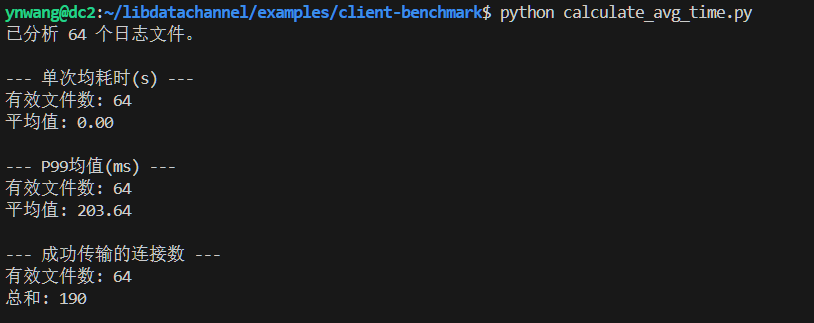 ynwang@dc2:~/libdatachannel/examples/client-benchmark$ python calculate_avg_time.py
已分析 64 个日志文件。
--- 单次均耗时(s) ---
有效文件数: 64
平均值: 0.00
--- P99均值(ms) ---
有效文件数: 64
平均值: 203.64
--- 成功传输的连接数 ---
有效文件数: 64
总和: 190